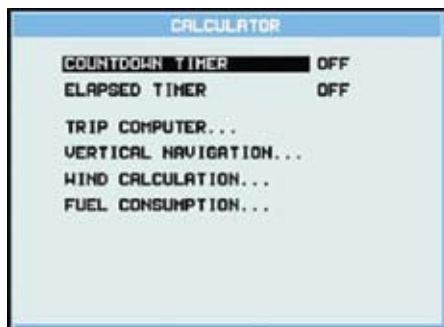 CALCULATOR
COUNTDOWN TIMER OFF
ELAPSED TIMER OFF
TRIP COMPUTER...
VERTICAL NAVIGATION...
WIND CALCULATION...
FUEL CONSUMPTION...